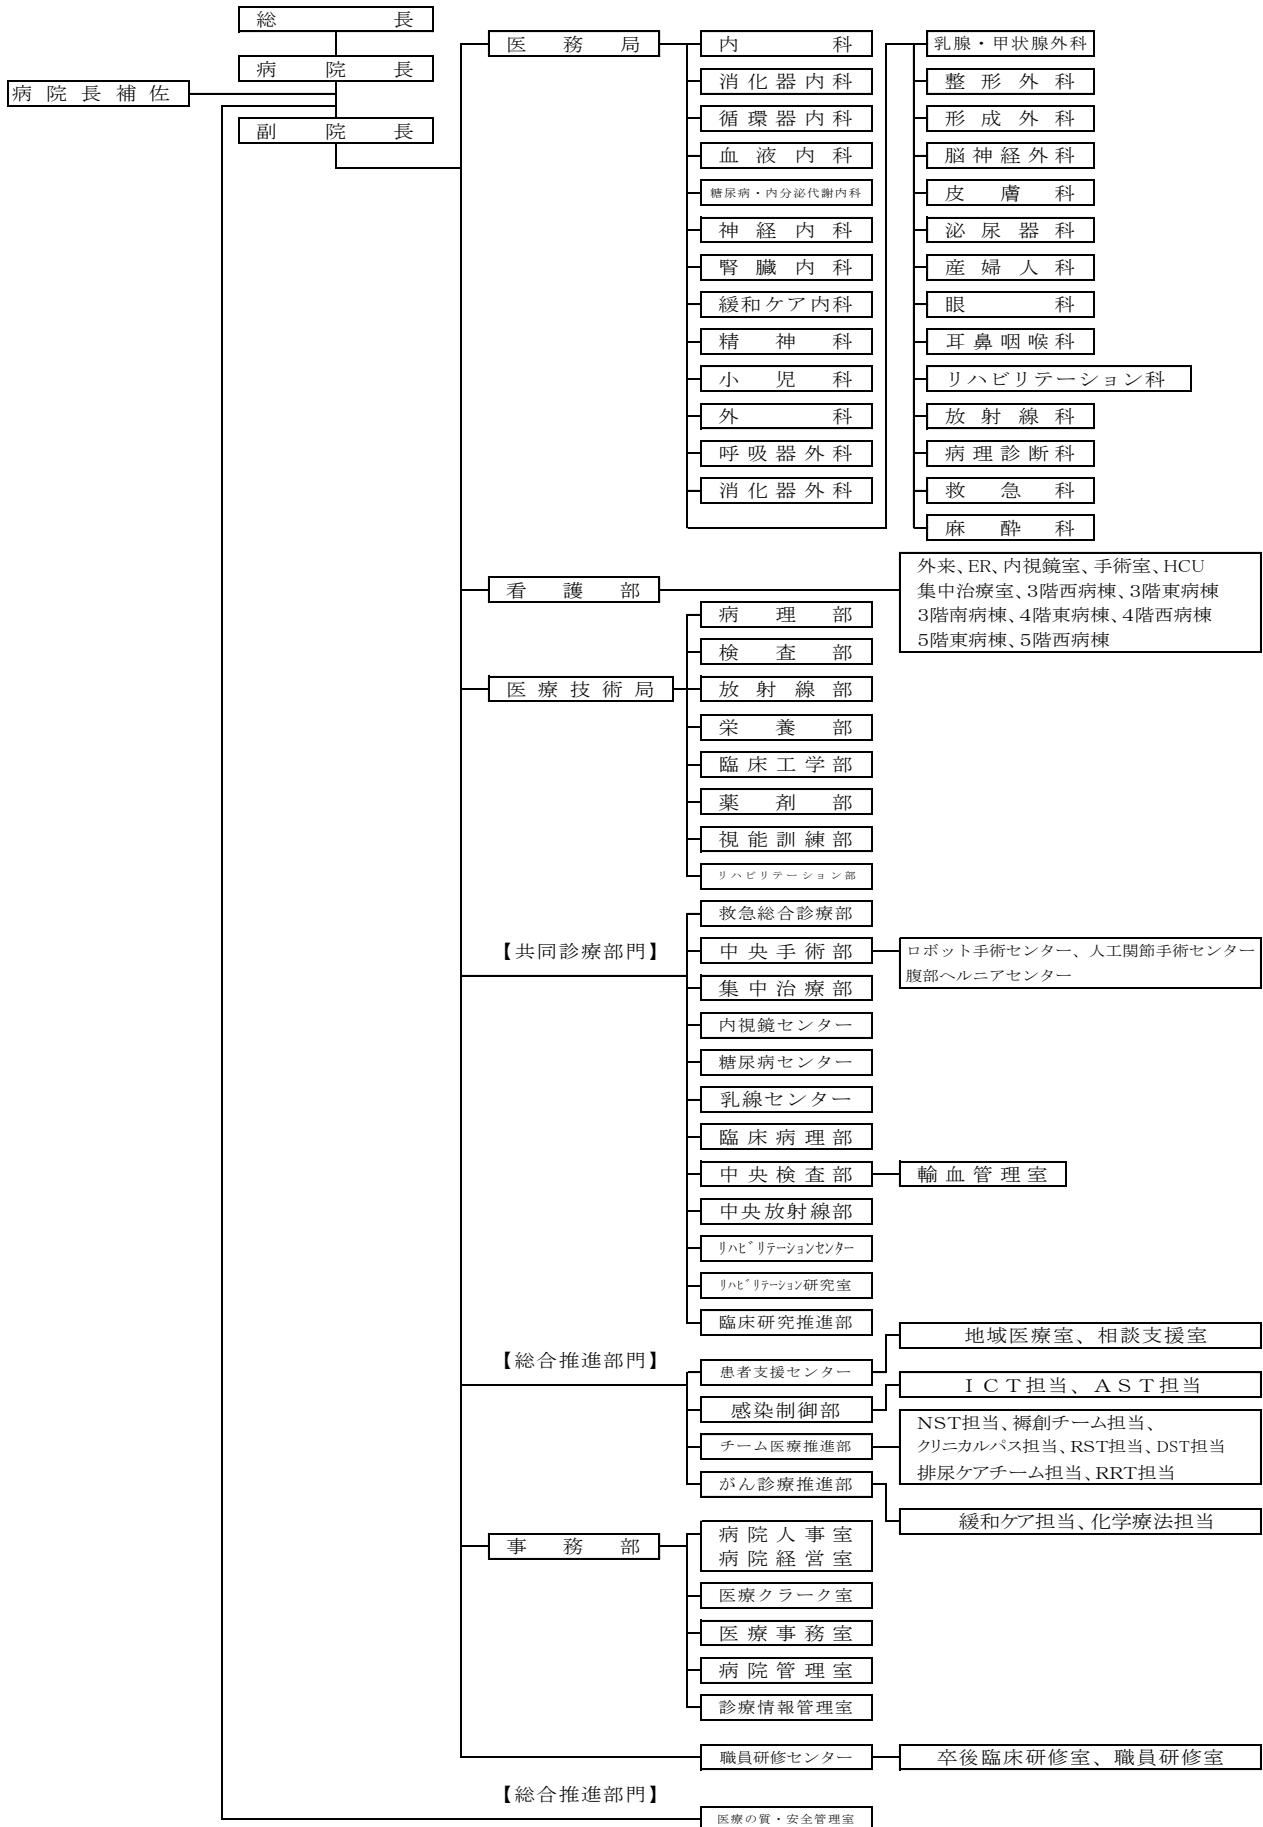 総長
病院長
病院長補佐
副院長
医務局
内科
消化器内科
循環器内科
血液内科
糖尿病・内分泌代謝内科
神経内科
腎臓内科
緩和ケア内科
精神科
小児科
外科
呼吸器外科
消化器外科
乳腺・甲状腺外科
整形外科
形成外科
脳神経外科
皮膚科
泌尿器科
産婦人科
眼科
耳鼻咽喉科
リハビリテーション科
放射線科
病理診断科
救急科
麻酔科
看護部
外来、ER、内視鏡室、手術室、HCU
集中治療室、3階西病棟、3階東病棟
3階南病棟、4階東病棟、4階西病棟
5階東病棟、5階西病棟
医療技術局
病理部
検査部
放射線部
栄養部
臨床工学部
薬剤部
視能訓練部
リハビリテーション部
【共同診療部門】
救急総合診療部
中央手術部
ロボット手術センター、人工関節手術センター
腹部ヘルニアセンター
集中治療部
内視鏡センター
糖尿病センター
乳線センター
臨床病理部
中央検査部
輸血管理室
中央放射線部
リハビリテーションセンター
リハビリテーション研究室
臨床研究推進部
【総合推進部門】
患者支援センター
地域医療室、相談支援室
感染制御部
ICT担当、AST担当
チーム医療推進部
NST担当、褥創チーム担当、
クリニカルパス担当、RST担当、DST担当
排尿ケアチーム担当、RRT担当
がん診療推進部
緩和ケア担当、化学療法担当
事務部
病院人事室
病院経営室
医療クラーク室
医療事務室
病院管理室
診療情報管理室
職員研修センター
卒後臨床研修室、職員研修室
【総合推進部門】
医療の質・安全管理室